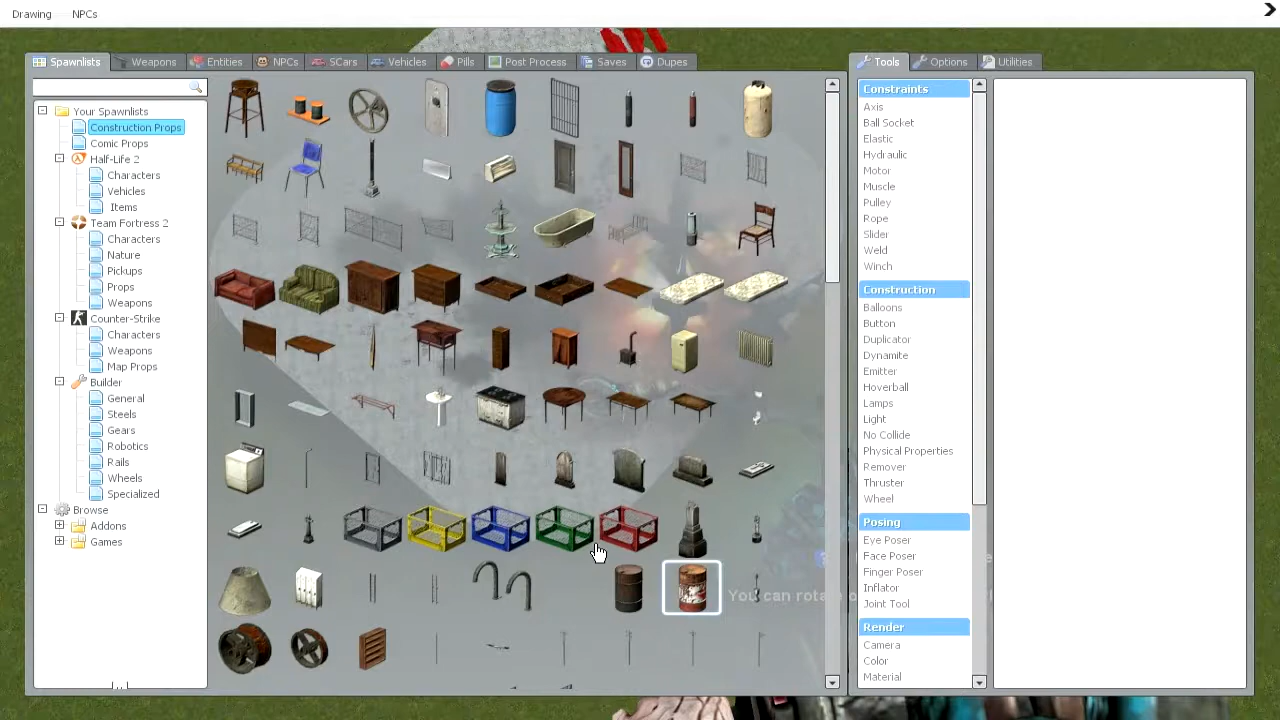 Drawing NPCs
Spawnlists Weapons Entities NPCs SCars Vehicles Pills Post Process Saves Dupes
Your Spawnlists
Construction Props
Comic Props
Half-Life 2
Characters
Vehicles
Items
Team Fortress 2
Characters
Nature
Pickups
Props
Weapons
Counter-Strike
Characters
Weapons
Map Props
Builder
General
Steels
Gears
Robotics
Rails
Wheels
Specialized
Browse
Addons
Games
You can rotate
Tools Options Utilities
Constraints
Axis
Ball Socket
Elastic
Hydraulic
Motor
Muscle
Pulley
Rope
Slider
Weld
Winch
Construction
Balloons
Button
Duplicator
Dynamite
Emitter
Hoverball
Lamps
Light
No Collide
Physical Properties
Remover
Thruster
Wheel
Posing
Eye Poser
Face Poser
Finger Poser
Inflator
Joint Tool
Render
Camera
Color
Material